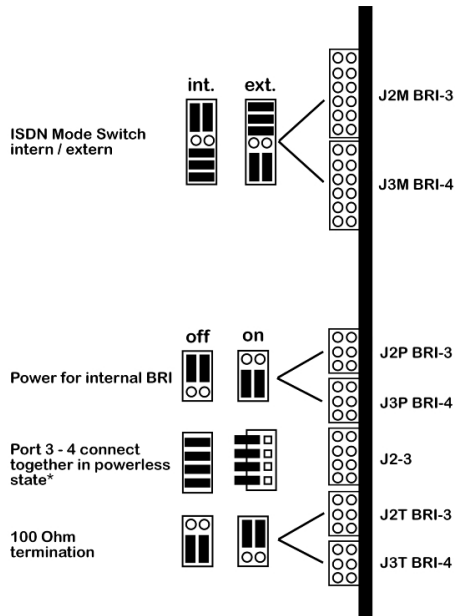 int. ext.
J2M BRI-3
ISDN Mode Switch
intern / extern
J3M BRI-4
off on
J2P BRI-3
Power for internal BRI
J3P BRI-4
Port 3 - 4 connect
together in powerless
state*
J2-3
J2T BRI-3
100 Ohm
termination
J3T BRI-4